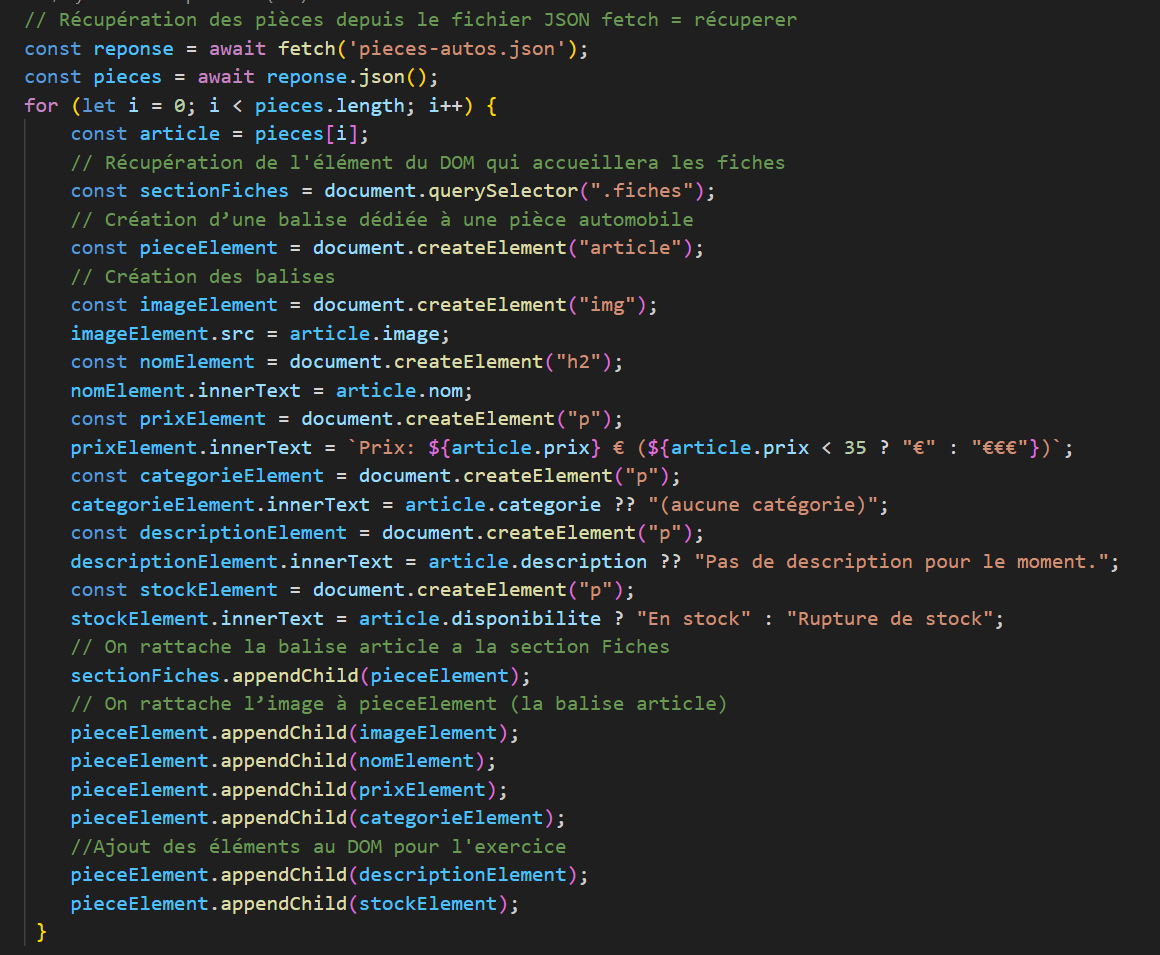 // Récupération des pièces depuis le fichier JSON fetch = récuperer
const reponse = await fetch('pieces-autos.json');
const pieces = await reponse.json();
for (let i = 0; i < pieces.length; i++) {
    const article = pieces[i];
    // Récupération de l'élément du DOM qui accueillera les fiches
    const sectionFiches = document.querySelector(".fiches");
    // Création d’une balise dédiée à une pièce automobile
    const pieceElement = document.createElement("article");
    // Création des balises
    const imageElement = document.createElement("img");
    imageElement.src = article.image;
    const nomElement = document.createElement("h2");
    nomElement.innerText = article.nom;
    const prixElement = document.createElement("p");
    prixElement.innerText = `Prix: ${article.prix} € (${article.prix < 35 ? "€" : "€€€"})`;
    const categorieElement = document.createElement("p");
    categorieElement.innerText = article.categorie ?? "(aucune catégorie)";
    const descriptionElement = document.createElement("p");
    descriptionElement.innerText = article.description ?? "Pas de description pour le moment.";
    const stockElement = document.createElement("p");
    stockElement.innerText = article.disponibilite ? "En stock" : "Rupture de stock";
    // On rattache la balise article a la section Fiches
    sectionFiches.appendChild(pieceElement);
    // On rattache l’image à pieceElement (la balise article)
    pieceElement.appendChild(imageElement);
    pieceElement.appendChild(nomElement);
    pieceElement.appendChild(prixElement);
    pieceElement.appendChild(categorieElement);
    //Ajout des éléments au DOM pour l'exercice
    pieceElement.appendChild(descriptionElement);
    pieceElement.appendChild(stockElement);
 }